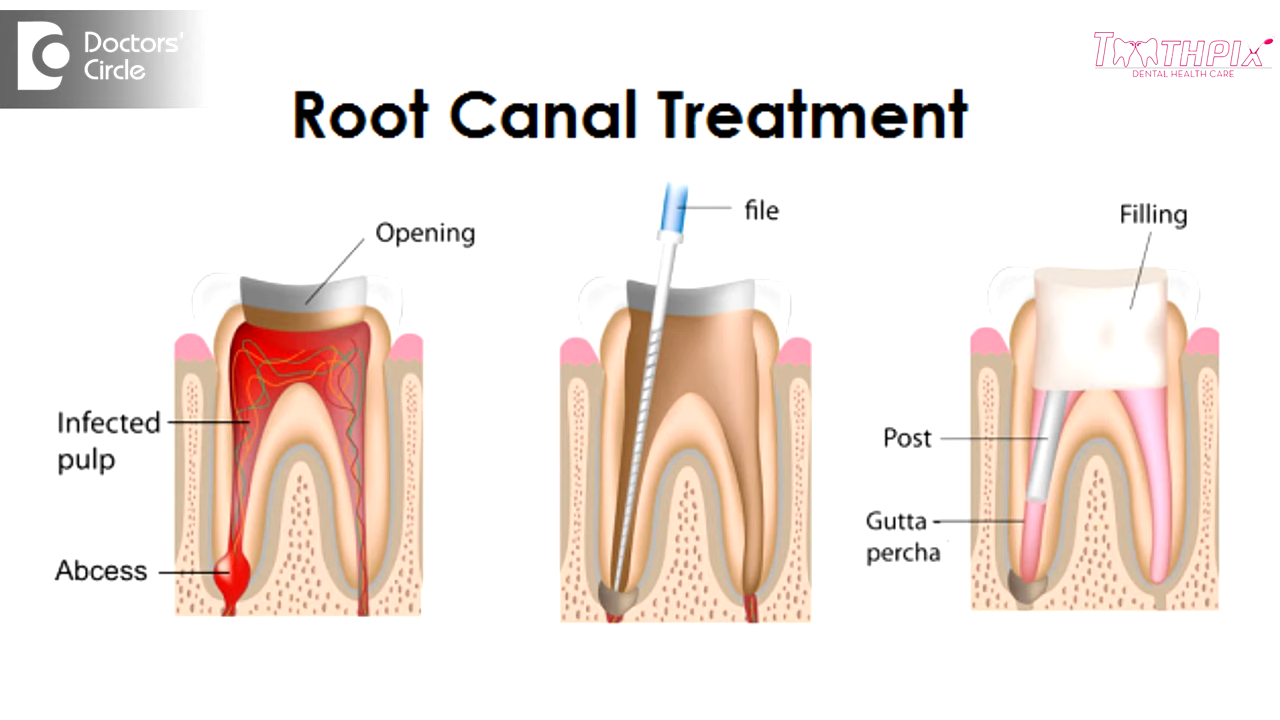 Doctors'
Circle
TOOTHPIX
DENTAL HEALTH CARE
Root Canal Treatment
Opening
Infected
pulp
Abcess
file
Filling
Post
Gutta
percha